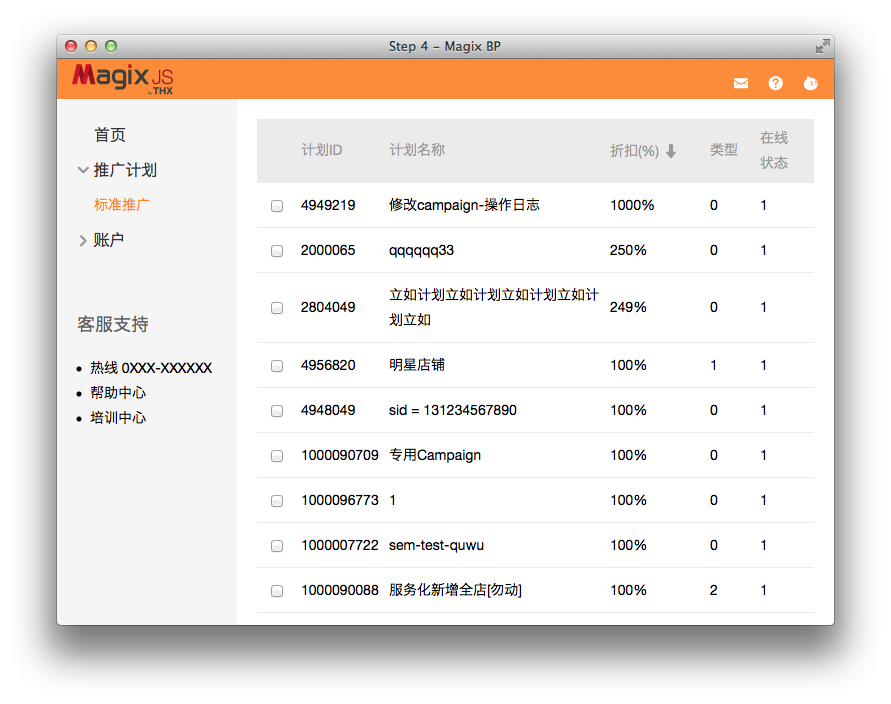 Step 4 – Magix BP
MagixJS
by THX
首页
推广计划
标准推广
账户
客服支持
热线 0XXX-XXXXXX
帮助中心
培训中心
计划ID 计划名称 折扣(%) 类型 在线
状态
4949219 修改campaign-操作日志 1000% 0 1
2000065 qqqqqq33 250% 0 1
2804049 立如计划立如计划立如计划立如计
划立如 249% 0 1
4956820 明星店铺 100% 1 1
4948049 sid = 131234567890 100% 0 1
1000090709 专用Campaign 100% 0 1
1000096773 1 100% 0 1
1000007722 sem-test-quwu 100% 0 1
1000090088 服务化新增全店[勿动] 100% 2 1